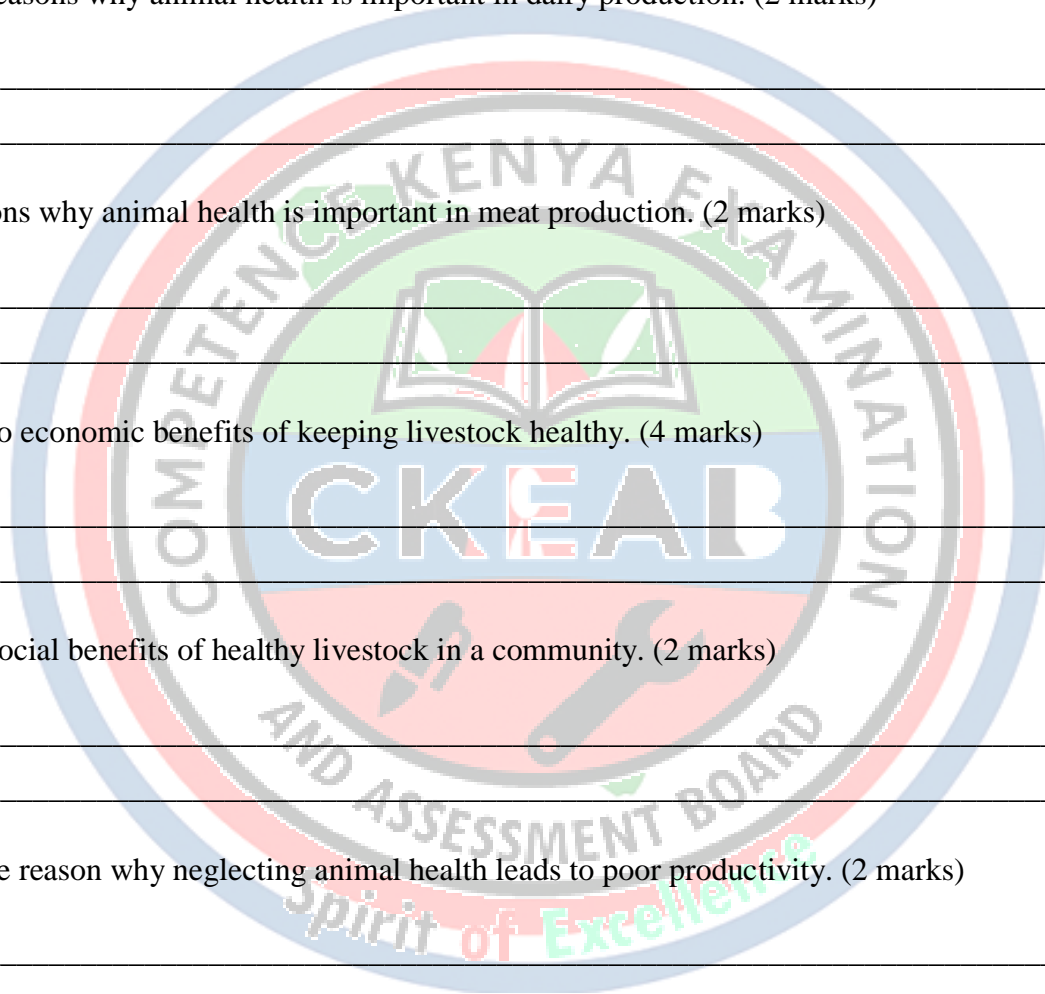 reasons why animal health is important in dairy production. (2 marks)
ons why animal health is important in meat production. (2 marks)
o economic benefits of keeping livestock healthy. (4 marks)
ocial benefits of healthy livestock in a community. (2 marks)
e reason why neglecting animal health leads to poor productivity. (2 marks)
COMPETENCE KENYA EXAMINATION
CKEAB
AND ASSESSMENT BOARD
Spirit of Excellence